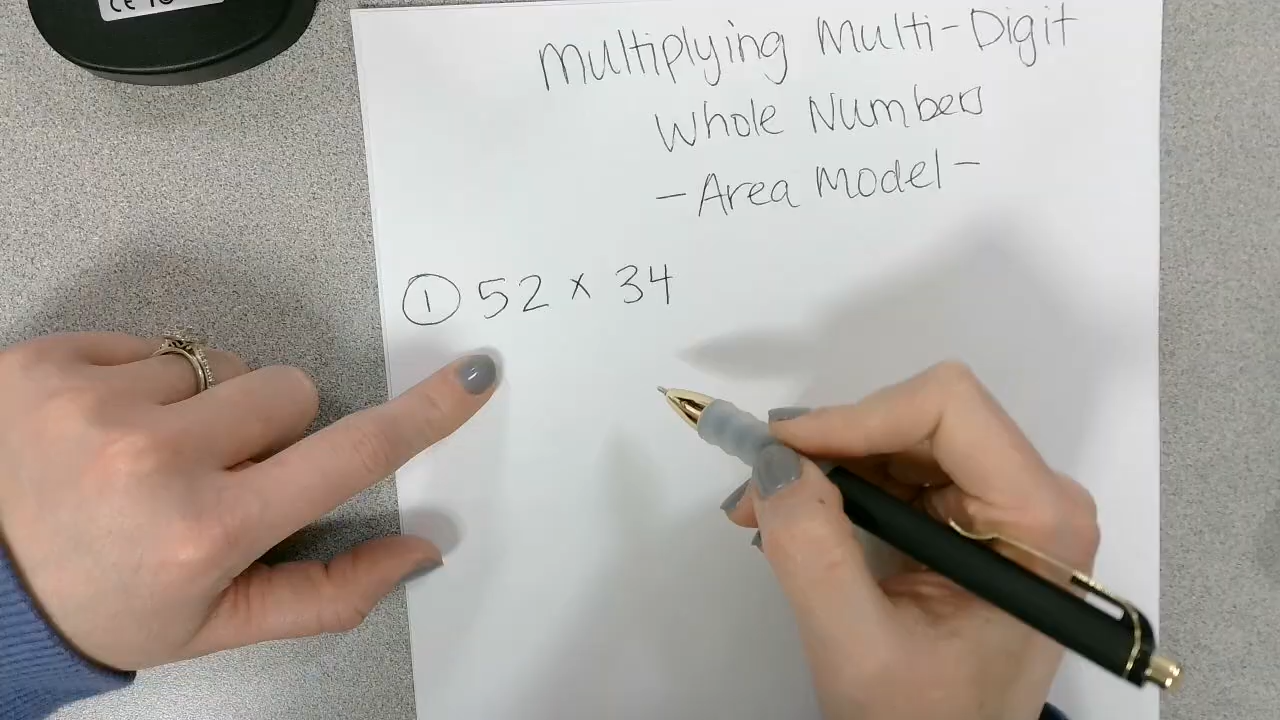 Multiplying Multi-Digit
Whole Numbers
- Area Model -
① 52 x 34